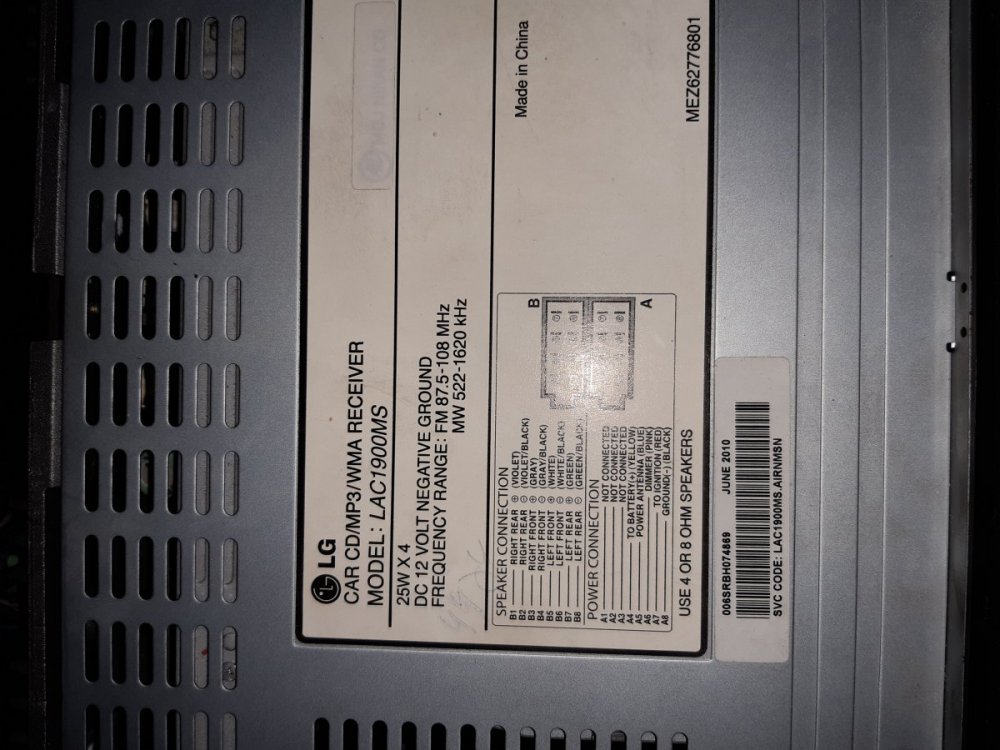 LG
CAR CD/MP3/WMA RECEIVER
MODEL: LAC1900MS
25W X 4
DC 12 VOLT NEGATIVE GROUND
FREQUENCY RANGE: FM 87.5-108 MHz
MW 522-1620 kHz
SPEAKER CONNECTION
B1 RIGHT REAR ⊕ (VIOLET)
B2 RIGHT REAR ⊖ (VIOLET/BLACK)
B3 RIGHT FRONT ⊕ (GRAY)
B4 RIGHT FRONT ⊖ (GRAY/BLACK)
B5 LEFT FRONT ⊕ (WHITE)
B6 LEFT FRONT ⊖ (WHITE/BLACK)
B7 LEFT REAR ⊕ (GREEN)
B8 LEFT REAR ⊖ (GREEN/BLACK)
POWER CONNECTION
A1 NOT CONNECTED
A2 NOT CONNECTED
A3 NOT CONNECTED
A4 TO BATTERY(+) (YELLOW)
A5 POWER ANTENNA (BLUE)
A6 DIMMER (PINK)
A7 TO IGNITION (RED)
A8 GROUND(-) (BLACK)
B
A
USE 4 OR 8 OHM SPEAKERS
Made in China
MEZ62776801
006SRBH074869 JUNE 2010
SVC CODE: LAC1900MS.AIRNMSN